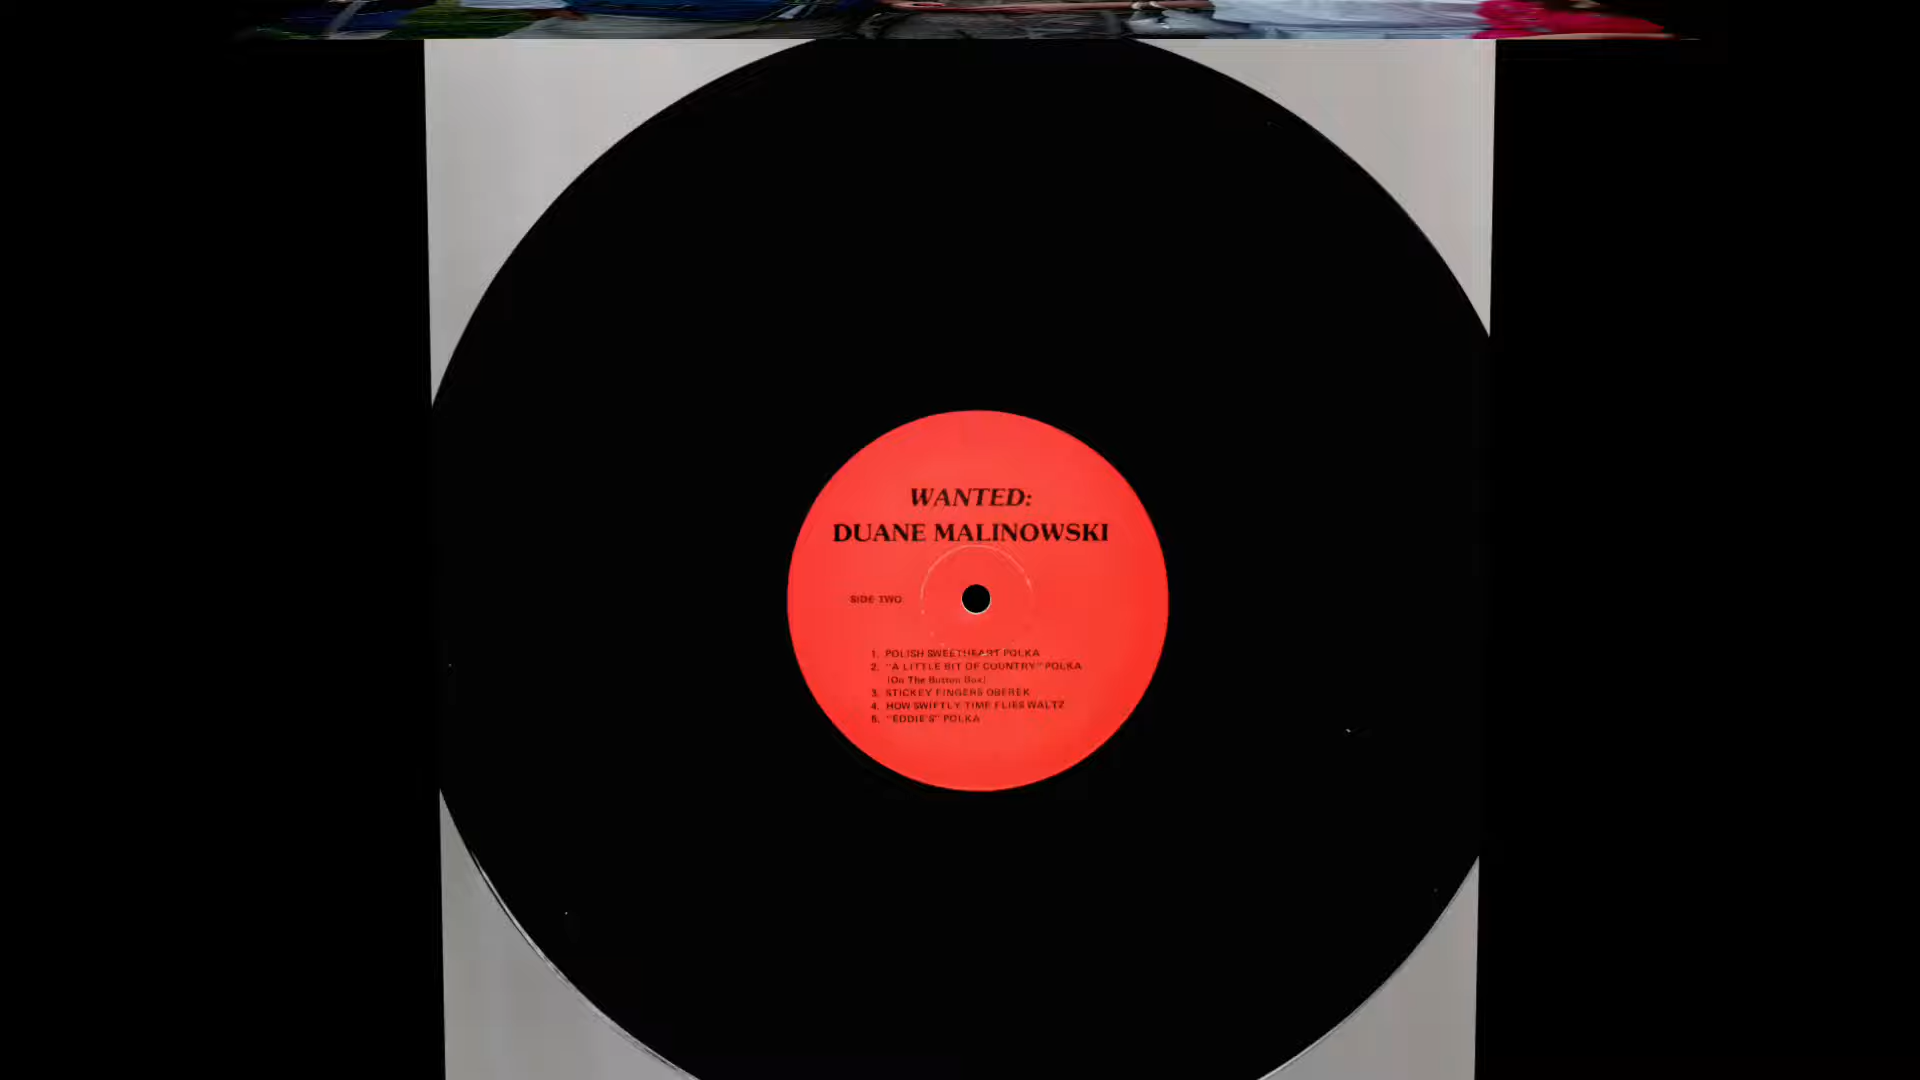 WANTED:
DUANE MALINOWSKI
SIDE TWO
1. POLISH SWEETHEART POLKA
2. "A LITTLE BIT OF COUNTRY" POLKA
(On The Button Box)
3. STICKEY FINGERS OBEREK
4. HOW SWIFTLY TIME FLIES WALTZ
5. "EDDIE'S" POLKA